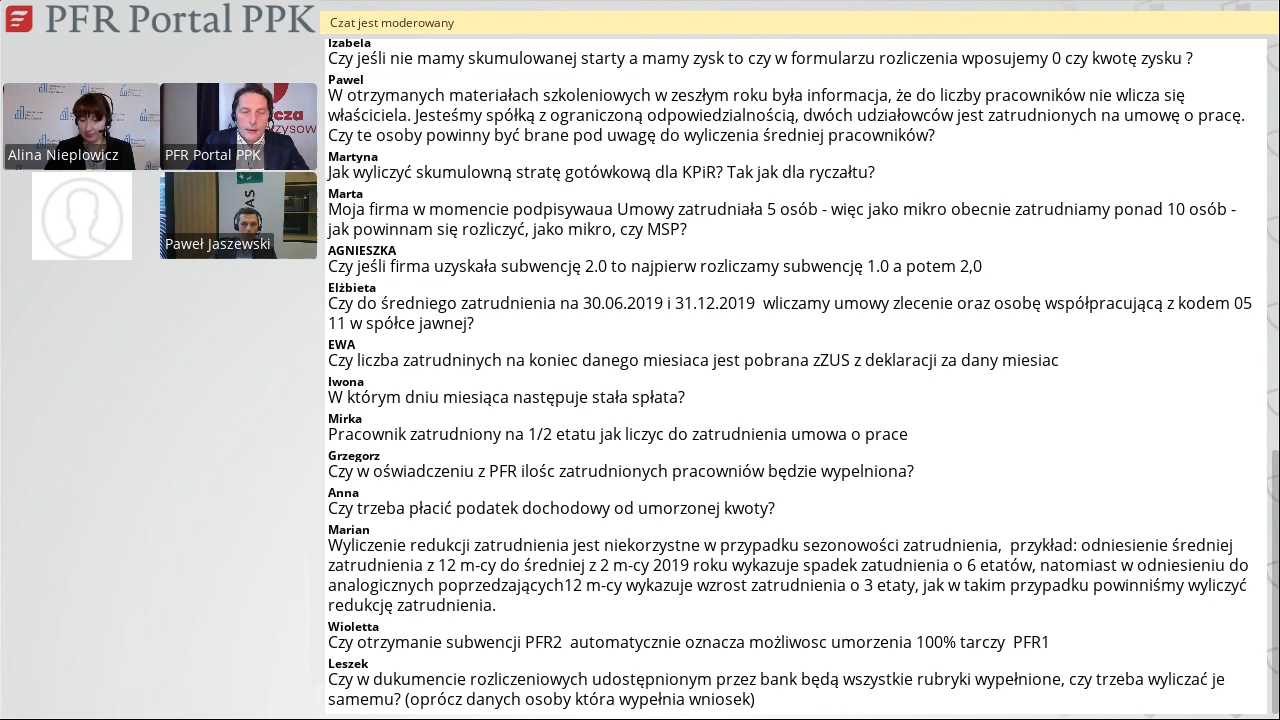 PFR Portal PPK
Czat jest moderowany
Izabela
Czy jeśli nie mamy skumulowanej starty a mamy zysk to czy w formularzu rozliczenia wposujemy 0 czy kwotę zysku ?
Pawel
W otrzymanych materiałach szkoleniowych w zeszłym roku była informacja, że do liczby pracowników nie wlicza się
właściciela. Jesteśmy spółką z ograniczoną odpowiedzialnością, dwóch udziałowców jest zatrudnionych na umowę o pracę.
Czy te osoby powinny być branę pod uwagę do wyliczenia średniej pracowników?
Martyna
Jak wyliczyć skumulowną stratę gotówkową dla KPiR? Tak jak dla ryczałtu?
Marta
Moja firma w momencie podpisywaua Umowy zatrudniała 5 osób - więc jako mikro obecnie zatrudniamy ponad 10 osób -
jak powinnam się rozliczyć, jako mikro, czy MSP?
AGNIESZKA
Czy jeśli firma uzyskała subwencję 2.0 to najpierw rozliczamy subwencję 1.0 a potem 2,0
Elżbieta
Czy do średniego zatrudnienia na 30.06.2019 i 31.12.2019  wliczamy umowy zlecenie oraz osobę współpracującą z kodem 05
11 w spółce jawnej?
EWA
Czy liczba zatrudninych na koniec danego miesiaca jest pobrana zZUS z deklaracji za dany miesiac
Iwona
W którym dniu miesiąca następuje stała spłata?
Mirka
Pracownik zatrudniony na 1/2 etatu jak liczyc do zatrudnienia umowa o prace
Grzegorz
Czy w oświadczeniu z PFR ilośc zatrudnionych pracowniów będzie wypelniona?
Anna
Czy trzeba płacić podatek dochodowy od umorzonej kwoty?
Marian
Wyliczenie redukcji zatrudnienia jest niekorzystne w przypadku sezonowości zatrudnienia,  przykład: odniesienie średniej
zatrudnienia z 12 m-cy do średniej z 2 m-cy 2019 roku wykazuje spadek zatudnienia o 6 etatów, natomiast w odniesieniu do
analogicznych poprzedzających12 m-cy wykazuje wzrost zatrudnienia o 3 etaty, jak w takim przypadku powinniśmy wyliczyć
redukcję zatrudnienia.
Wioletta
Czy otrzymanie subwencji PFR2  automatycznie oznacza możliwosc umorzenia 100% tarczy  PFR1
Leszek
Czy w dukumencie rozliczeniowych udostępnionym przez bank będą wszystkie rubryki wypełnione, czy trzeba wyliczać je
samemu? (oprócz danych osoby która wypełnia wniosek)
Alina Nieplowicz
PFR Portal PPK
Paweł Jaszewski